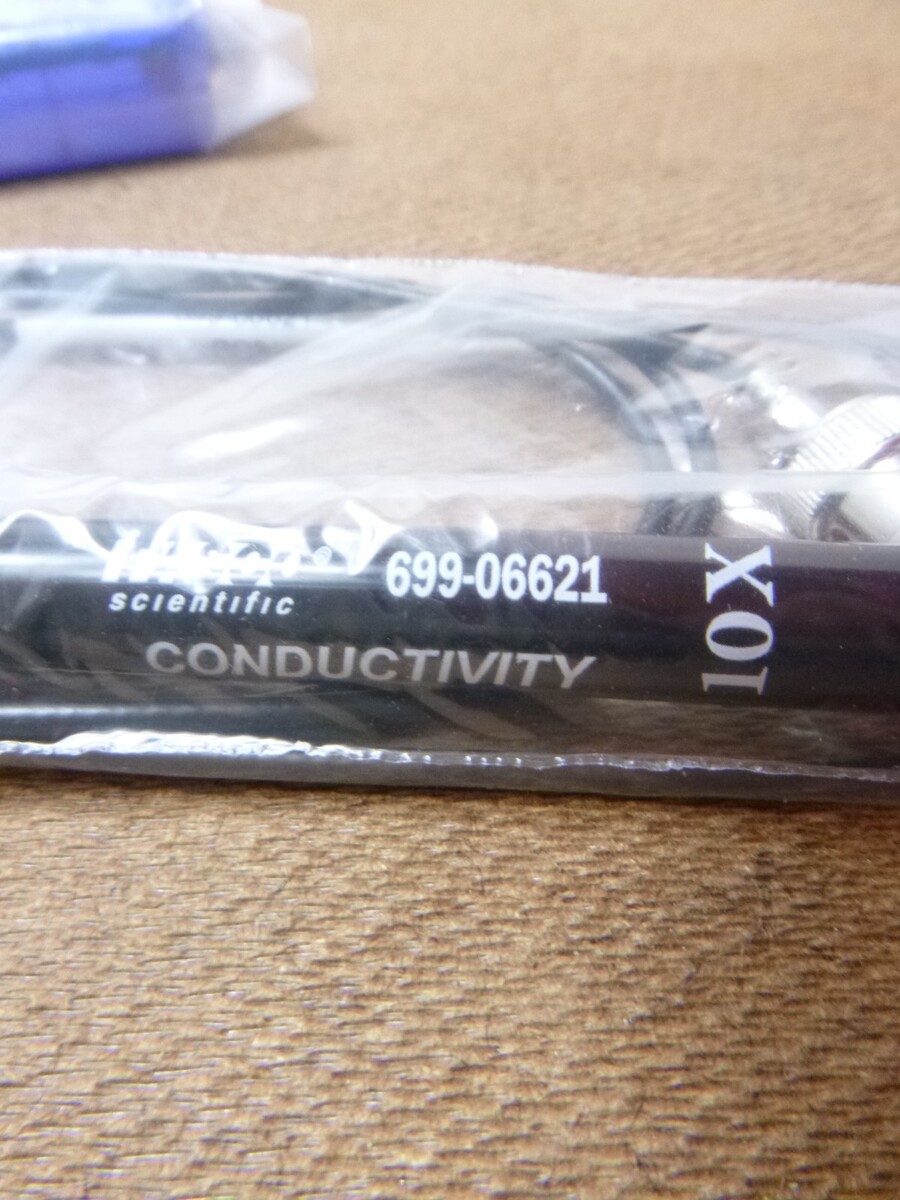 scientific
699-06621
CONDUCTIVITY
10X